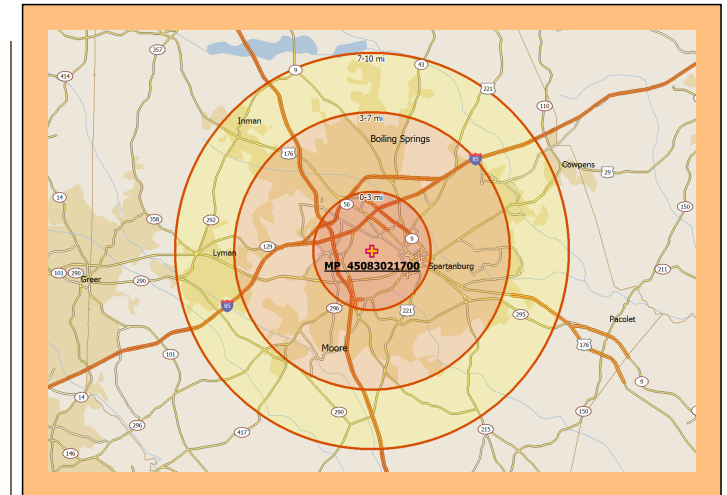 7-10 mi
357
9
43
414
221
3-7 mi
110
Inman
Boiling Springs
176
85
Cowpens
29
14
0-3 mi
56
150
358
292
9
129
Lyman
MP 45083021700
Spartanburg
211
101
290
Greer
290
85
296
221
295
Pacolet
Moore
176
101
9
14
290
150
296
417
215
146